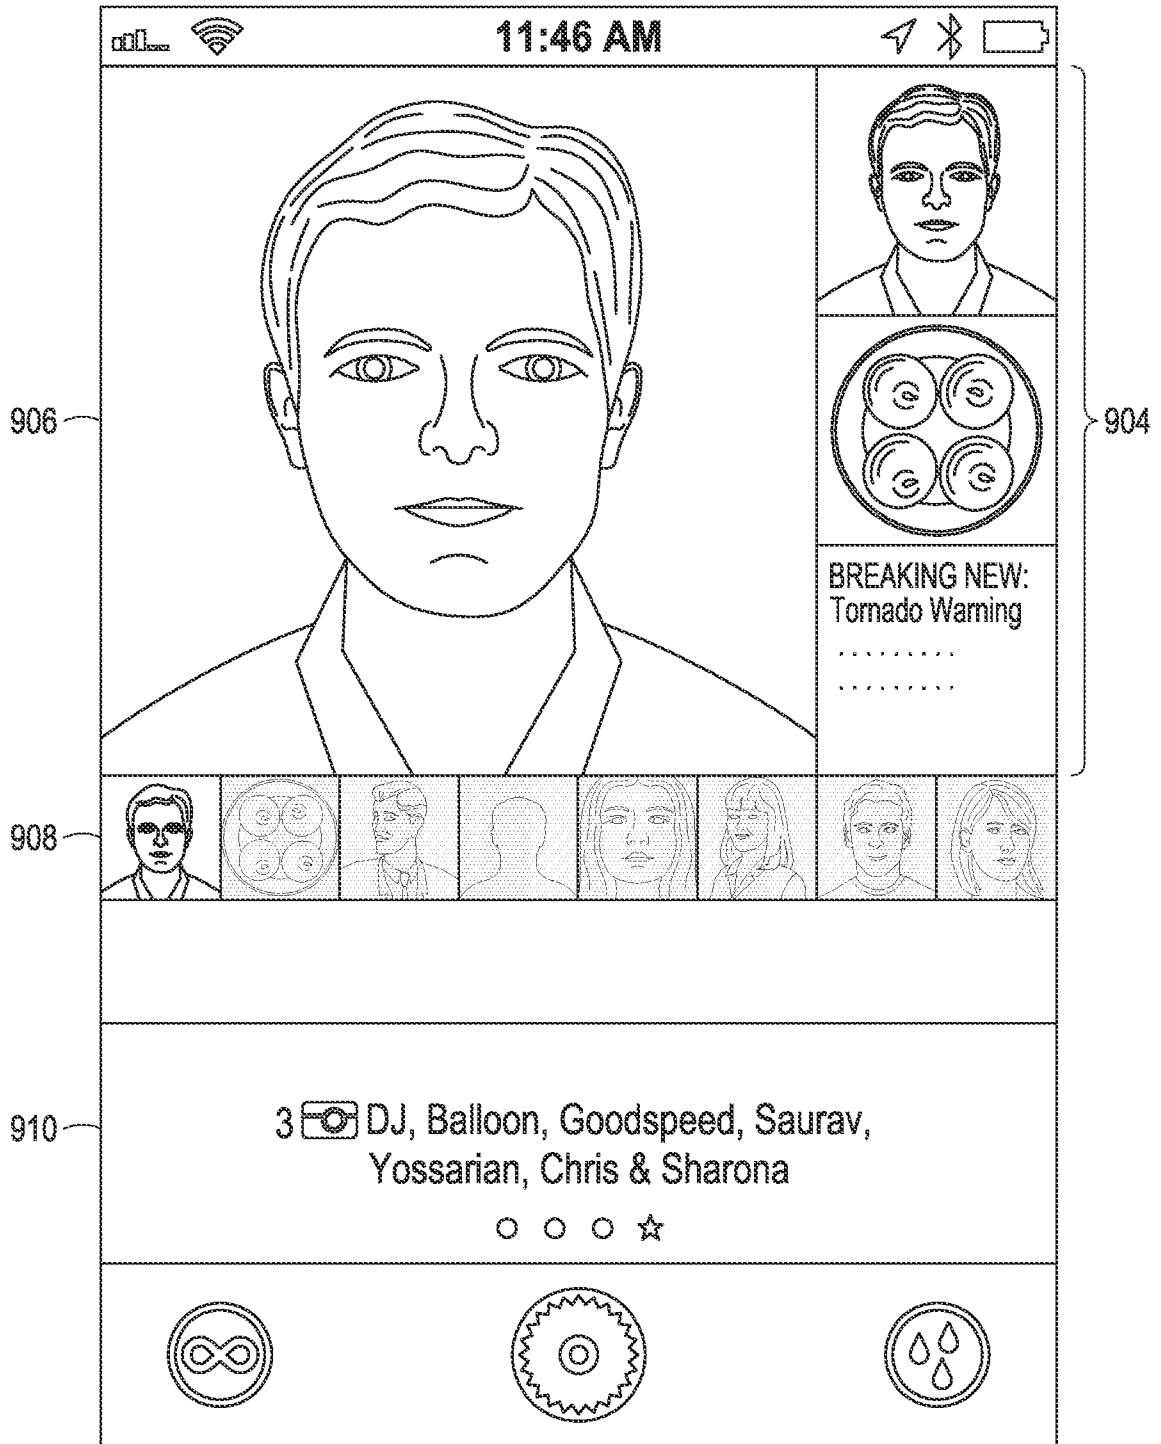 11:46 AM
906
904
BREAKING NEW:
Tornado Warning
908
910
3 DJ, Balloon, Goodspeed, Saurav,
Yossarian, Chris & Sharona